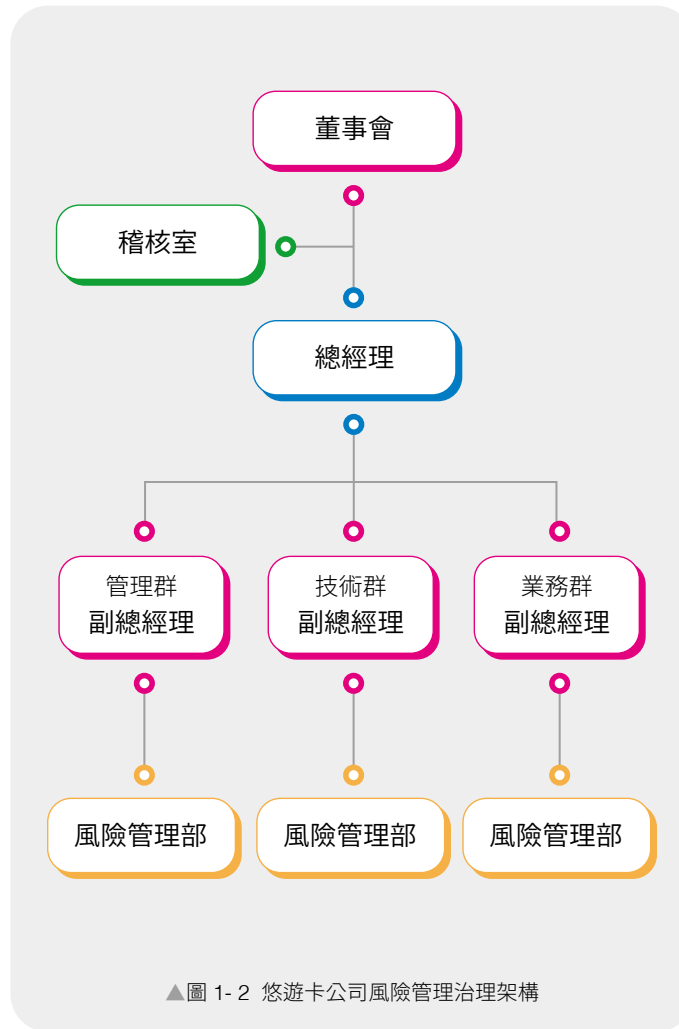 董事會
稽核室
總經理
管理群
副總經理
技術群
副總經理
業務群
副總經理
風險管理部
風險管理部
風險管理部
▲圖 1- 2 悠遊卡公司風險管理治理架構